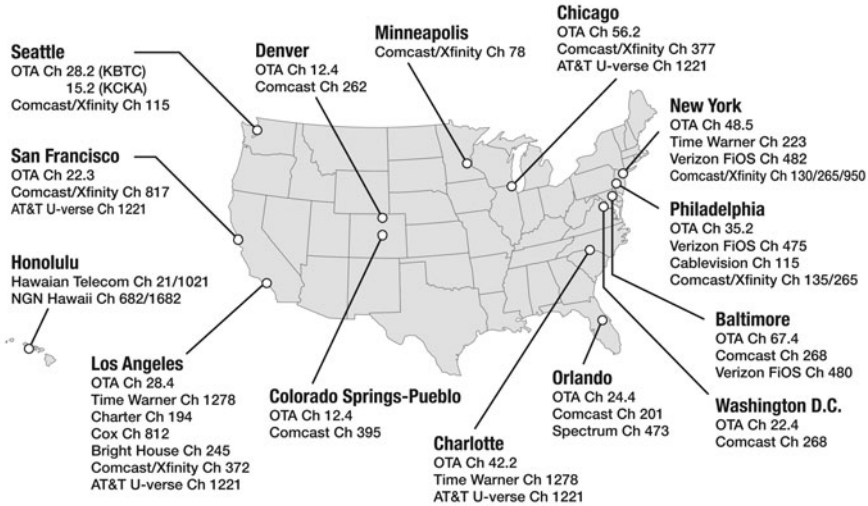 Seattle
OTA Ch 28.2 (KBTC)
15.2 (KCKA)
Comcast/Xfinity Ch 115
Denver
OTA Ch 12.4
Comcast Ch 262
Minneapolis
Comcast/Xfinity Ch 78
Chicago
OTA Ch 56.2
Comcast/Xfinity Ch 377
AT&T U-verse Ch 1221
New York
OTA Ch 48.5
Time Warner Ch 223
Verizon FiOS Ch 482
Comcast/Xfinity Ch 130/265/950
San Francisco
OTA Ch 22.3
Comcast/Xfinity Ch 817
AT&T U-verse Ch 1221
Philadelphia
OTA Ch 35.2
Verizon FiOS Ch 475
Cablevision Ch 115
Comcast/Xfinity Ch 135/265
Honolulu
Hawaiian Telecom Ch 21/1021
NGN Hawaii Ch 682/1682
Baltimore
OTA Ch 67.4
Comcast Ch 268
Verizon FiOS Ch 480
Los Angeles
OTA Ch 28.4
Time Warner Ch 1278
Charter Ch 194
Cox Ch 812
Bright House Ch 245
Comcast/Xfinity Ch 372
AT&T U-verse Ch 1221
Colorado Springs-Pueblo
OTA Ch 12.4
Comcast Ch 395
Orlando
OTA Ch 24.4
Comcast Ch 201
Spectrum Ch 473
Washington D.C.
OTA Ch 22.4
Comcast Ch 268
Charlotte
OTA Ch 42.2
Time Warner Ch 1278
AT&T U-verse Ch 1221